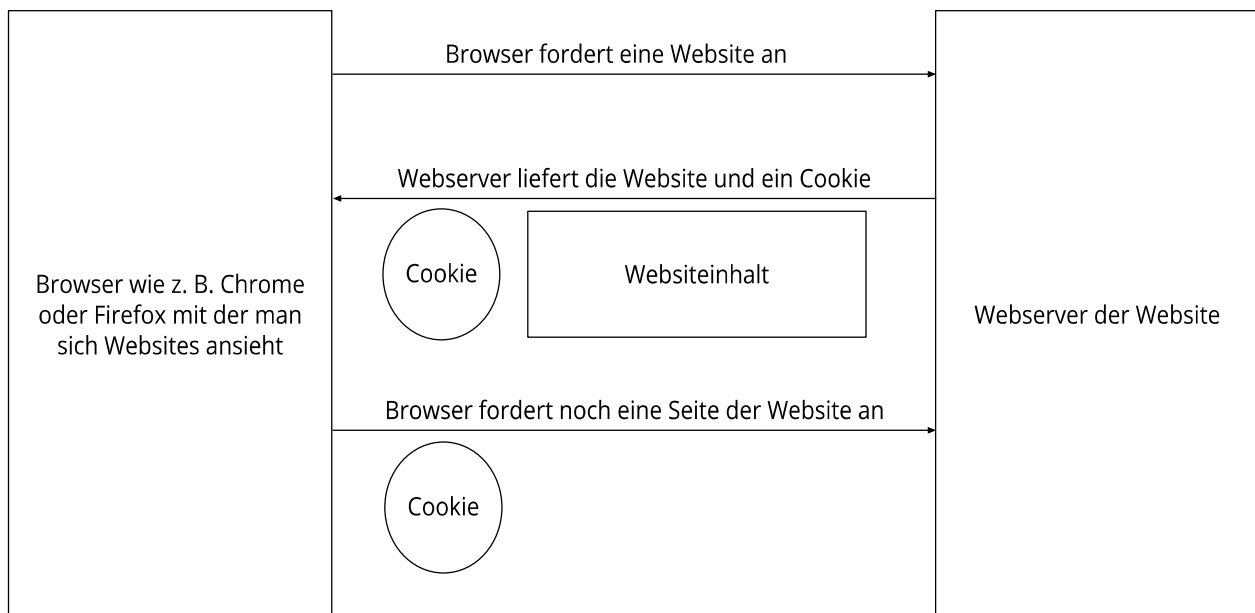 Browser fordert eine Website an
Webserver liefert die Website und ein Cookie
Cookie
Websiteinhalt
Browser wie z. B. Chrome
oder Firefox mit der man
sich Websites ansieht
Webserver der Website
Browser fordert noch eine Seite der Website an
Cookie